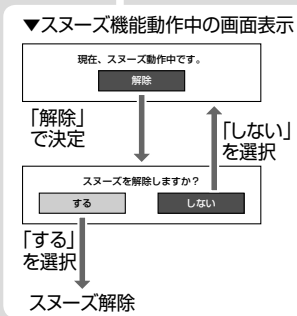 ▼スヌーズ機能動作中の画面表示
現在、スヌーズ動作中です。
解除
「解除」
で決定
「しない」
を選択
スヌーズを解除しますか？
する
しない
「する」
を選択
スヌーズ解除